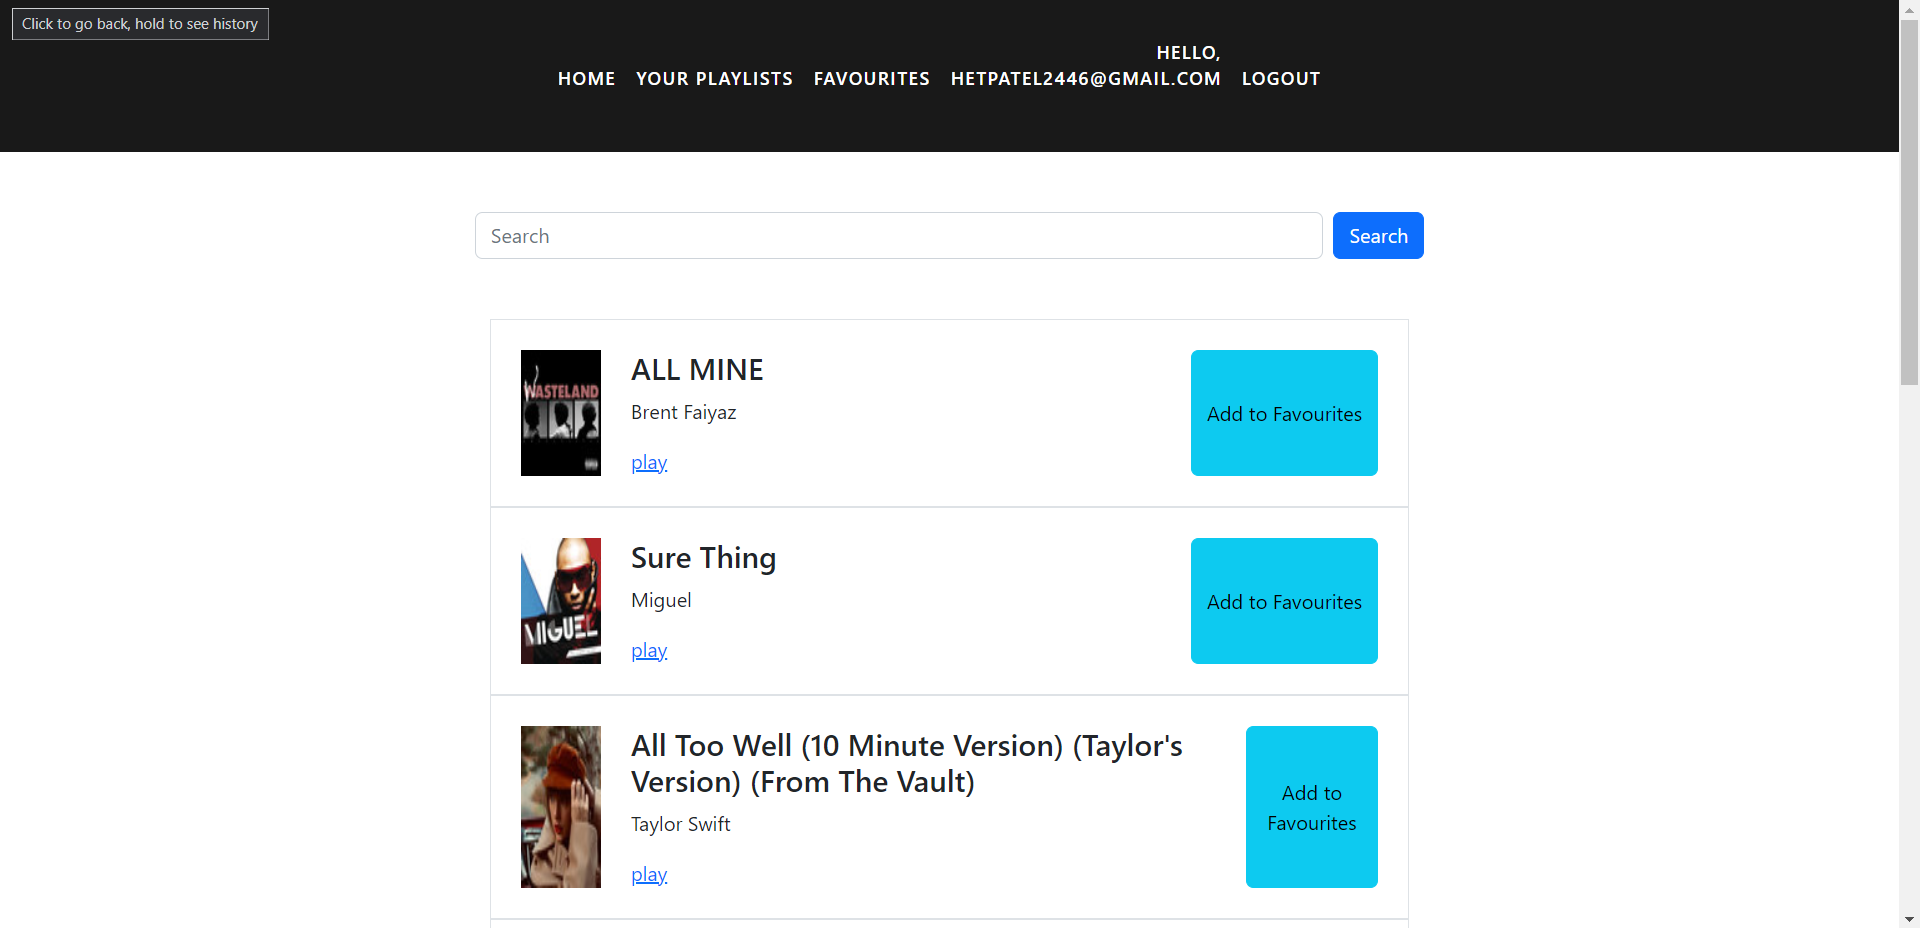 Click to go back, hold to see history
HELLO,
HOME YOUR PLAYLISTS FAVOURITES HETPATEL2446@GMAIL.COM LOGOUT
Search Search
WASTELAND
ALL MINE
Brent Faiyaz
play
Add to Favourites
MIGUEL
Sure Thing
Miguel
play
Add to Favourites
All Too Well (10 Minute Version) (Taylor's
Version) (From The Vault)
Taylor Swift
play
Add to
Favourites